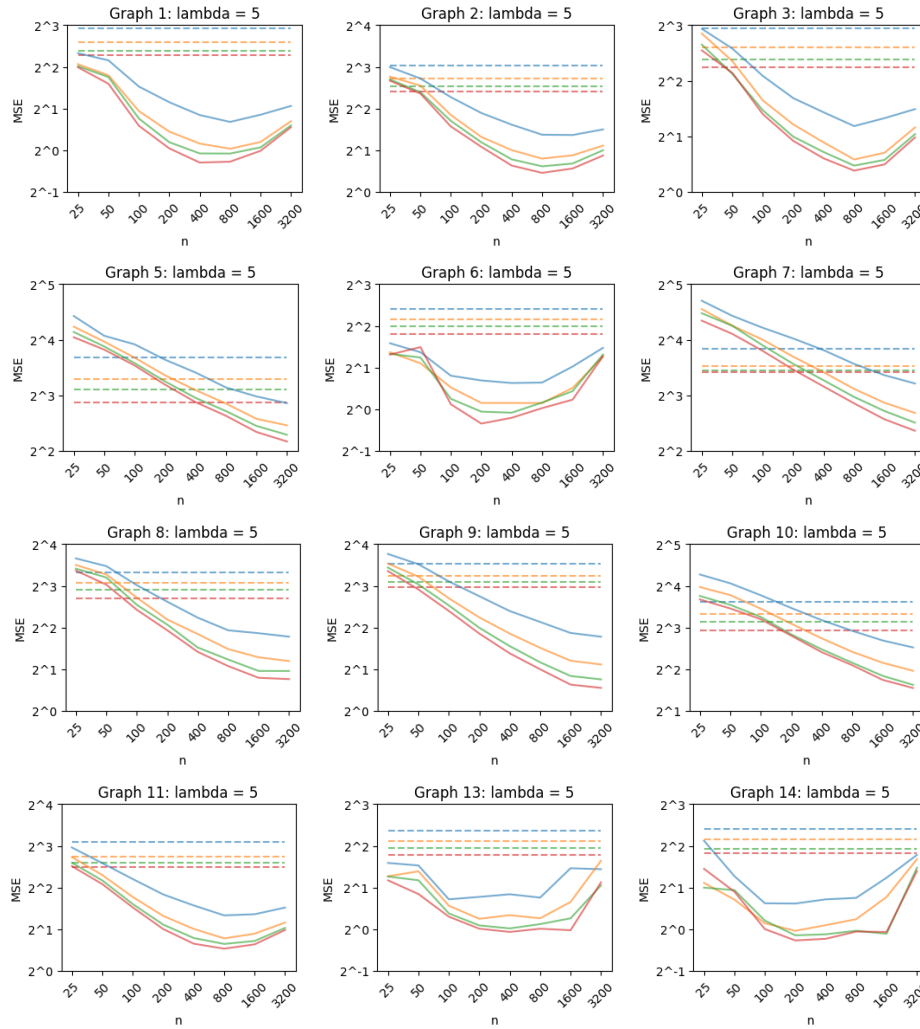 Graph 1: lambda = 5
2^3
2^2
2^1
2^0
2^-1
MSE
25 50 100 200 400 800 1600 3200
n
Graph 2: lambda = 5
2^4
2^3
2^2
2^1
2^0
MSE
25 50 100 200 400 800 1600 3200
n
Graph 3: lambda = 5
2^3
2^2
2^1
2^0
MSE
25 50 100 200 400 800 1600 3200
n
Graph 5: lambda = 5
2^5
2^4
2^3
2^2
MSE
25 50 100 200 400 800 1600 3200
n
Graph 6: lambda = 5
2^3
2^2
2^1
2^0
2^-1
MSE
25 50 100 200 400 800 1600 3200
n
Graph 7: lambda = 5
2^5
2^4
2^3
2^2
MSE
25 50 100 200 400 800 1600 3200
n
Graph 8: lambda = 5
2^4
2^3
2^2
2^1
2^0
MSE
25 50 100 200 400 800 1600 3200
n
Graph 9: lambda = 5
2^4
2^3
2^2
2^1
2^0
MSE
25 50 100 200 400 800 1600 3200
n
Graph 10: lambda = 5
2^5
2^4
2^3
2^2
2^1
MSE
25 50 100 200 400 800 1600 3200
n
Graph 11: lambda = 5
2^4
2^3
2^2
2^1
2^0
MSE
25 50 100 200 400 800 1600 3200
n
Graph 13: lambda = 5
2^3
2^2
2^1
2^0
2^-1
MSE
25 50 100 200 400 800 1600 3200
n
Graph 14: lambda = 5
2^3
2^2
2^1
2^0
2^-1
MSE
25 50 100 200 400 800 1600 3200
n